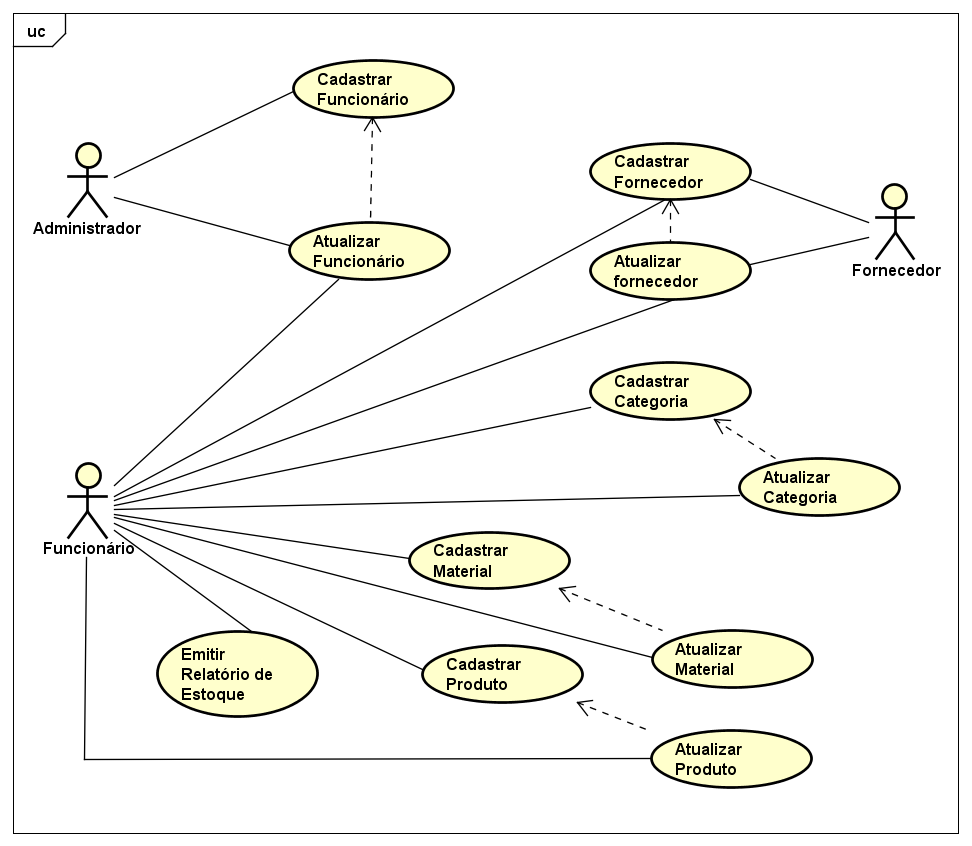 uc
Cadastrar
Funcionário
Administrador
Atualizar
Funcionário
Cadastrar
Fornecedor
Atualizar
fornecedor
Fornecedor
Cadastrar
Categoria
Atualizar
Categoria
Funcionário
Cadastrar
Material
Atualizar
Material
Emitir
Relatório de
Estoque
Cadastrar
Produto
Atualizar
Produto